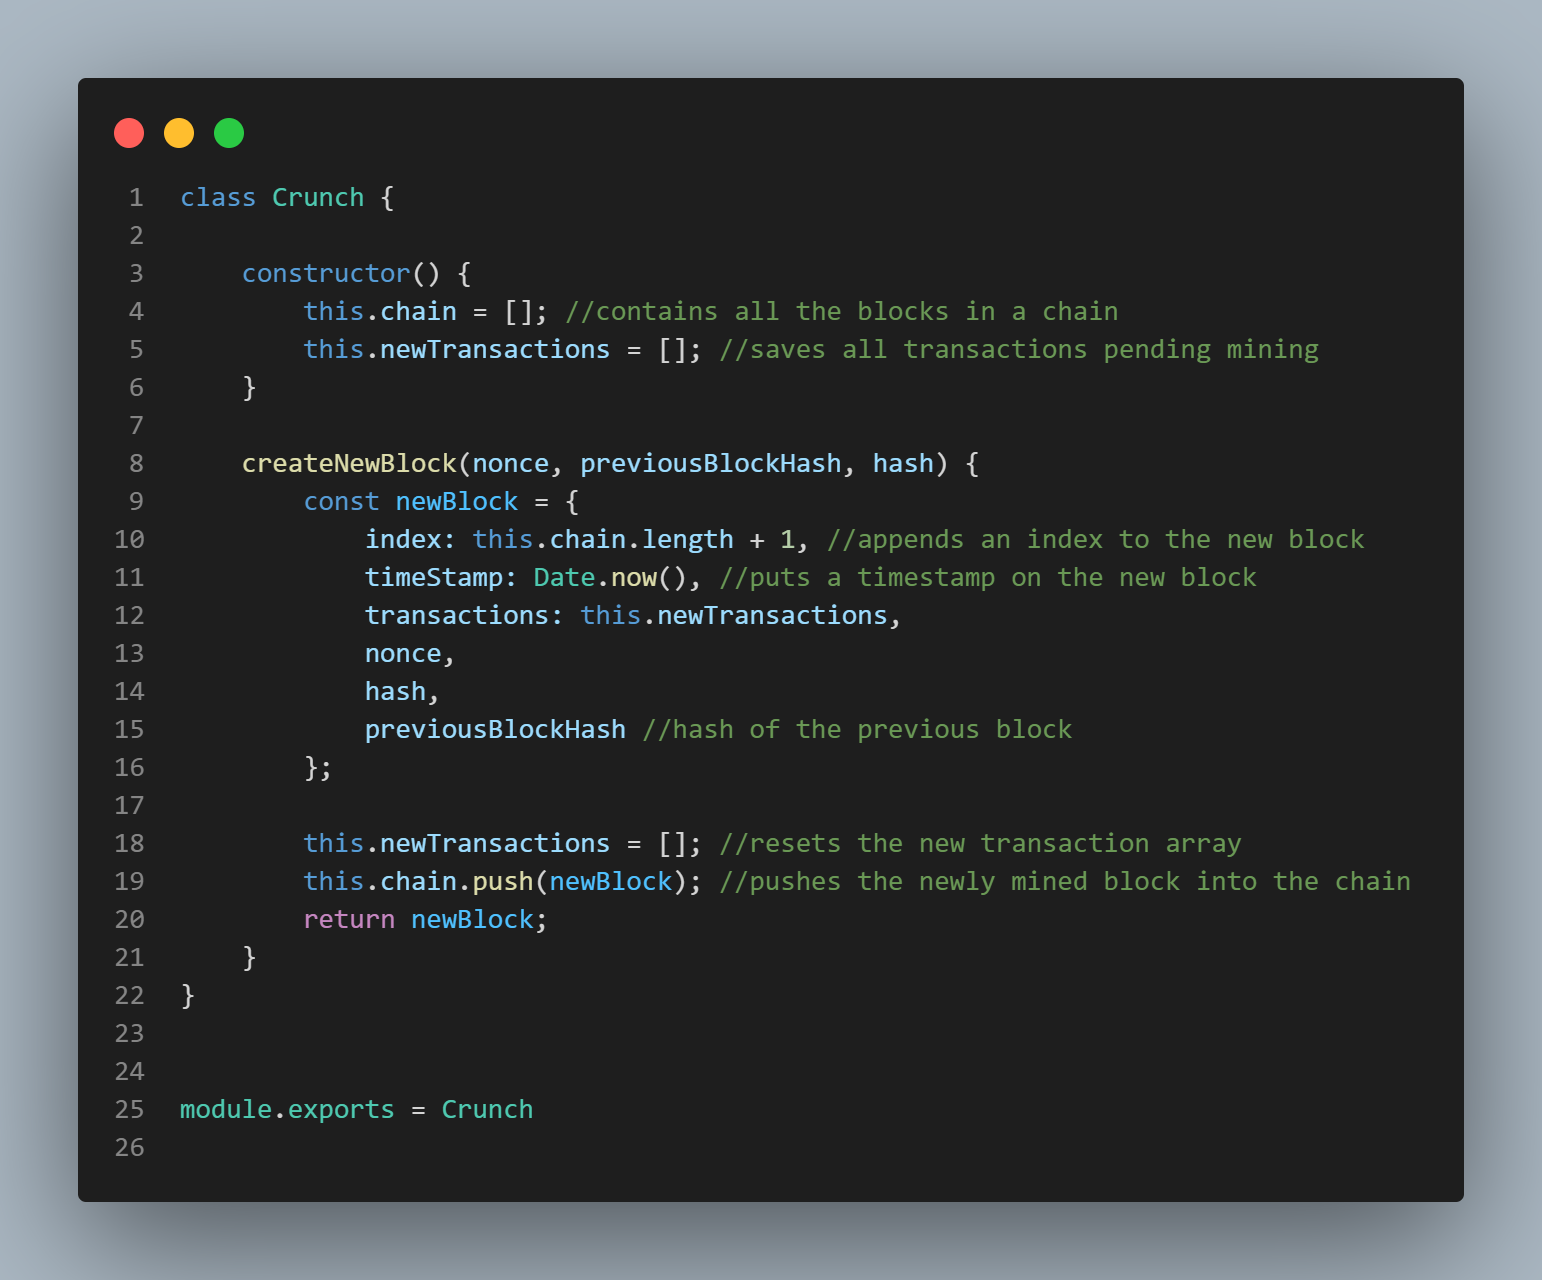 1 class Crunch {
2
3     constructor() {
4         this.chain = []; //contains all the blocks in a chain
5         this.newTransactions = []; //saves all transactions pending mining
6     }
7
8     createNewBlock(nonce, previousBlockHash, hash) {
9         const newBlock = {
10             index: this.chain.length + 1, //appends an index to the new block
11             timeStamp: Date.now(), //puts a timestamp on the new block
12             transactions: this.newTransactions,
13             nonce,
14             hash,
15             previousBlockHash //hash of the previous block
16         };
17
18         this.newTransactions = []; //resets the new transaction array
19         this.chain.push(newBlock); //pushes the newly mined block into the chain
20         return newBlock;
21     }
22 }
23
24
25 module.exports = Crunch
26